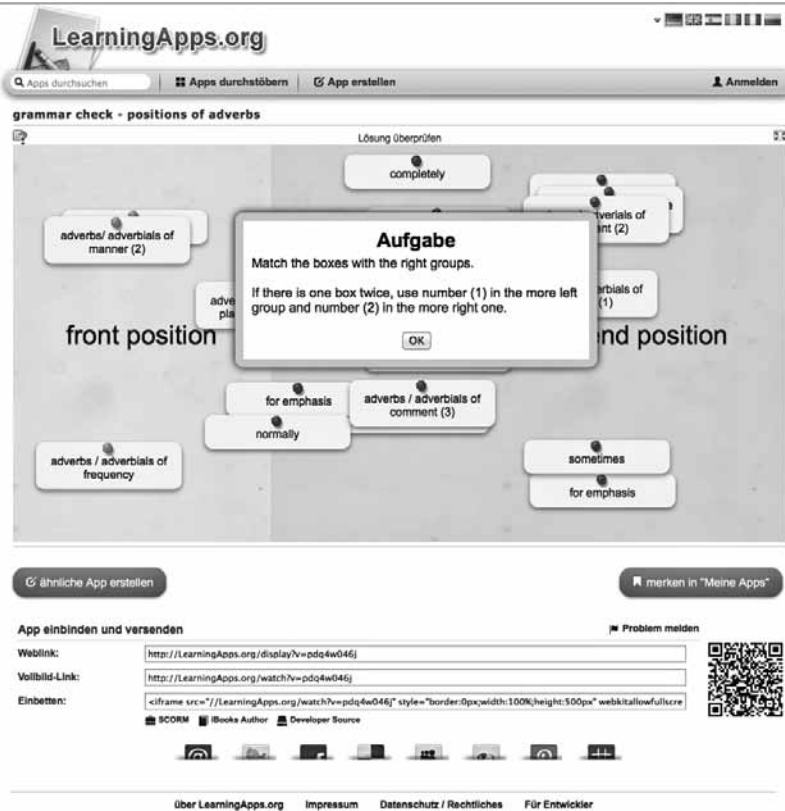 LearningApps.org
Apps durchsuchen
Apps durchstöbern
App erstellen
Anmelden
grammar check - positions of adverbs
Lösung überprüfen
completely
adverbs/ adverbials of
manner (2)
verials of
nt (2)
Aufgabe
Match the boxes with the right groups.
If there is one box twice, use number (1) in the more left
group and number (2) in the more right one.
OK
adve
pla
erbials of
(1)
front position
nd position
for emphasis
adverbs / adverbials of
comment (3)
normally
adverbs / adverbials of
frequency
sometimes
for emphasis
ähnliche App erstellen
merken in "Meine Apps"
App einbinden und versenden
Problem melden
Weblink:
http://LearningApps.org/display?v=pdq4w046j
Vollbild-Link:
http://LearningApps.org/watch?v=pdq4w046j
Einbetten:
<iframe src="//LearningApps.org/watch?v=pdq4w046j" style="border:0px;width:100%;height:500px" webkitallowfullscre
SCORM
iBooks Author
Developer Source
über LearningApps.org
Impressum
Datenschutz / Rechtliches
Für Entwickler